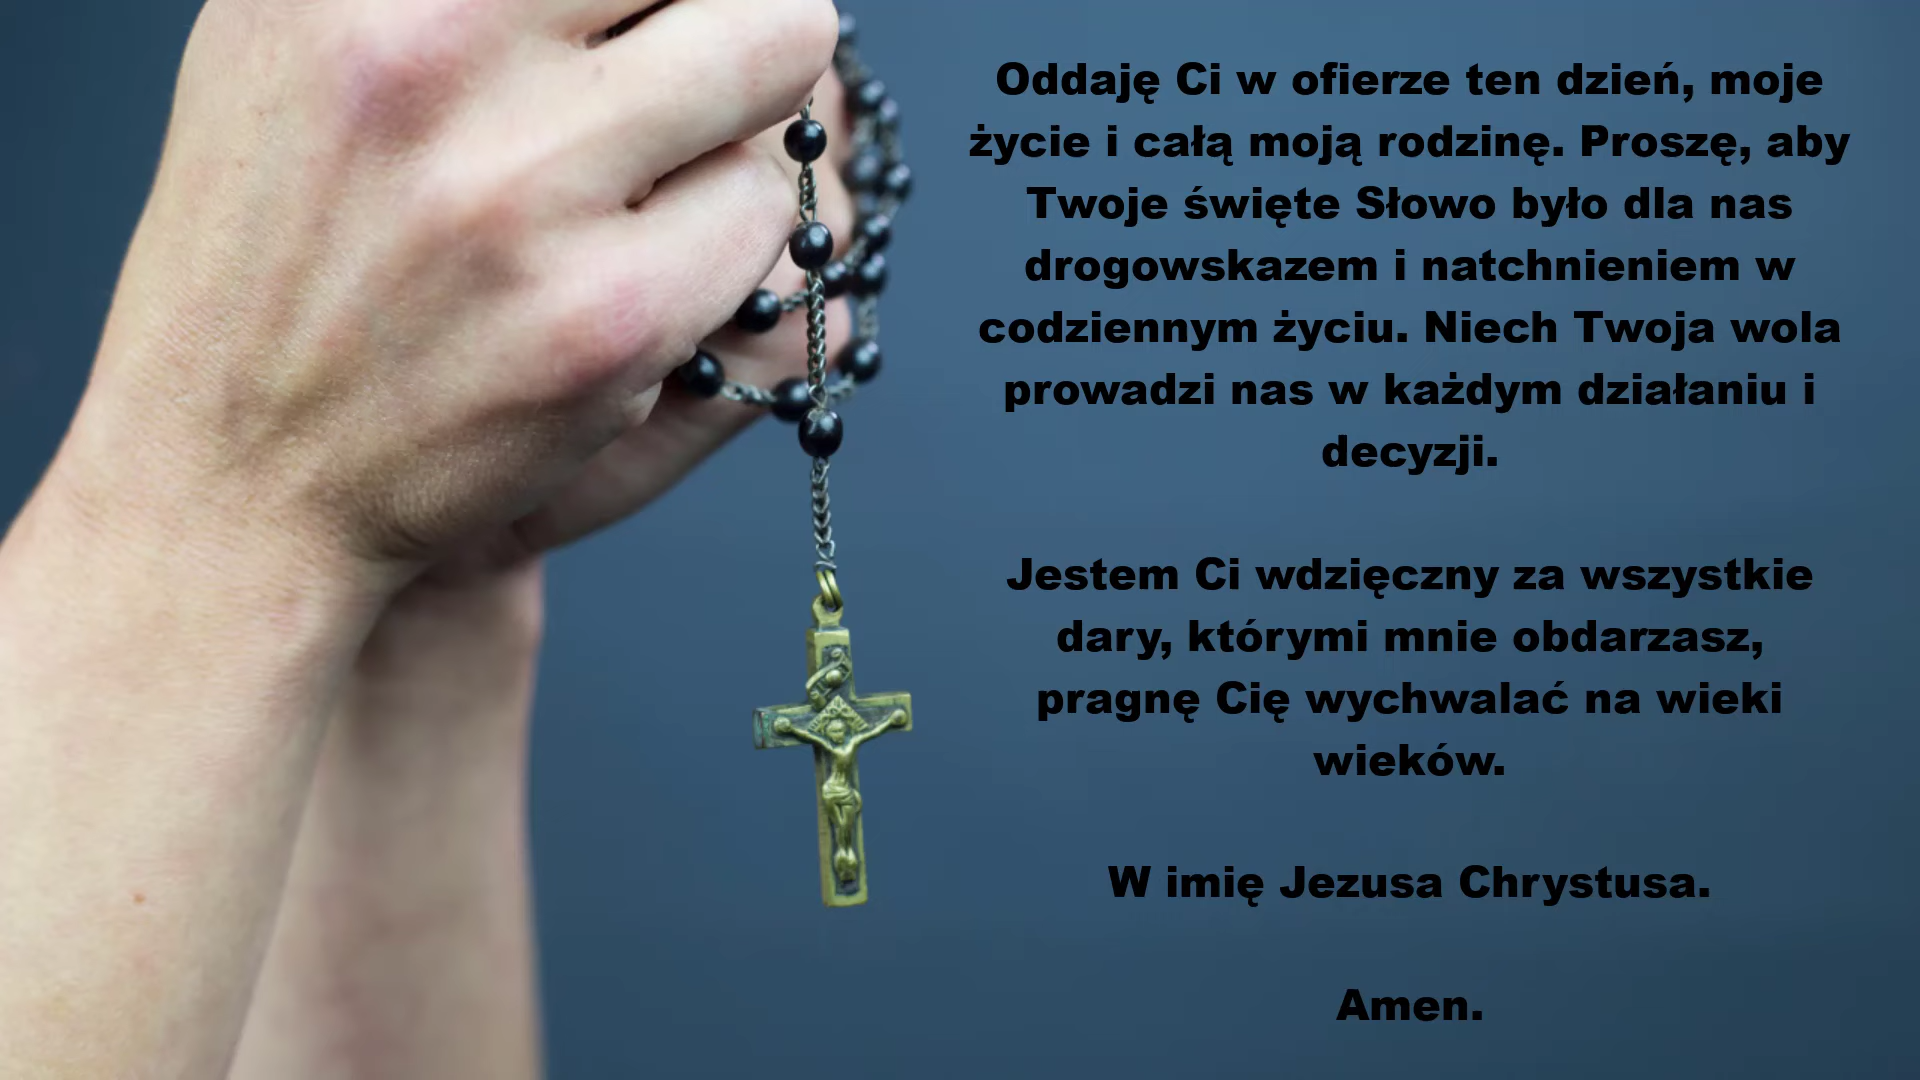 Oddaję Ci w ofierze ten dzień, moje
życie i całą moją rodzinę. Proszę, aby
Twoje święte Słowo było dla nas
drogowskazem i natchnieniem w
codziennym życiu. Niech Twoja wola
prowadzi nas w każdym działaniu i
decyzji.
Jestem Ci wdzięczny za wszystkie
dary, którymi mnie obdarzasz,
pragnę Cię wychwalać na wieki
wieków.
W imię Jezusa Chrystusa.
Amen.